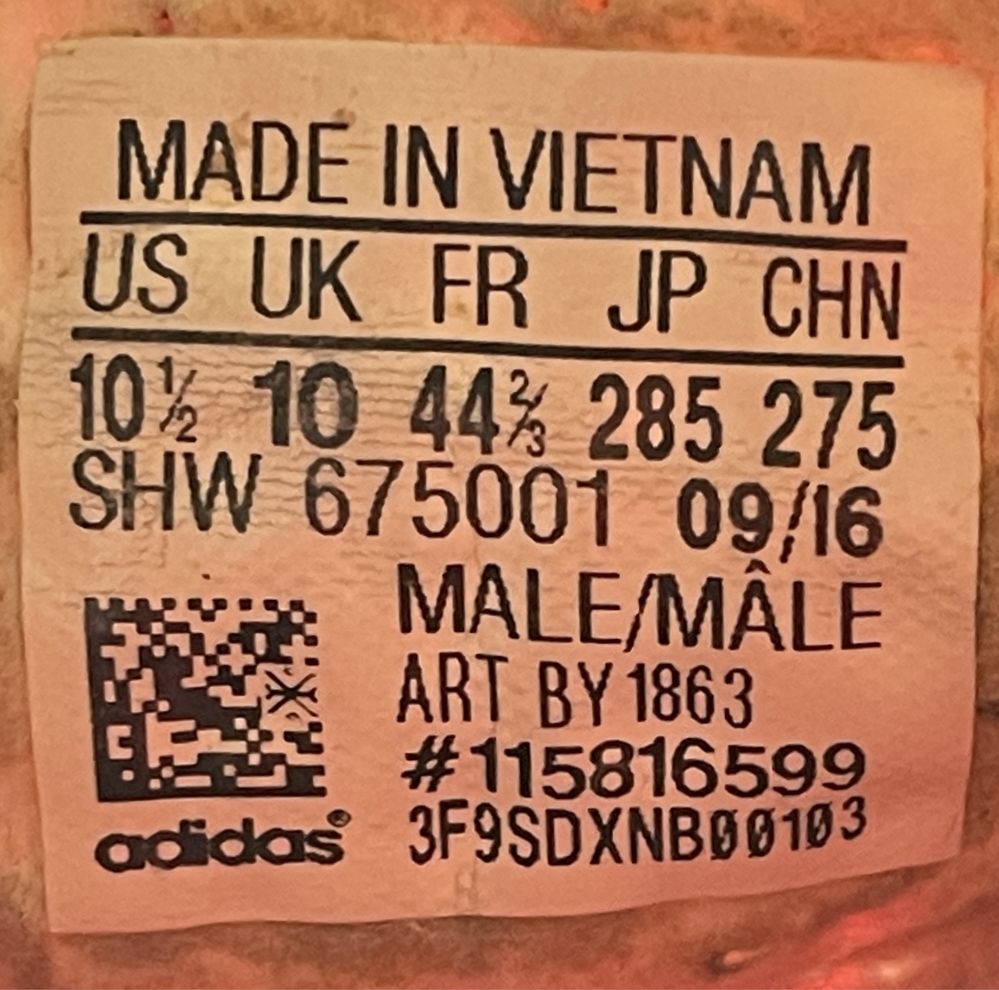 MADE IN VIETNAM
US UK FR JP CHN
10½ 10 44⅔ 285 275
SHW 675001 09/16
MALE/MÂLE
ART BY1863
#115816599
3F9SDXNB00103
adidas®